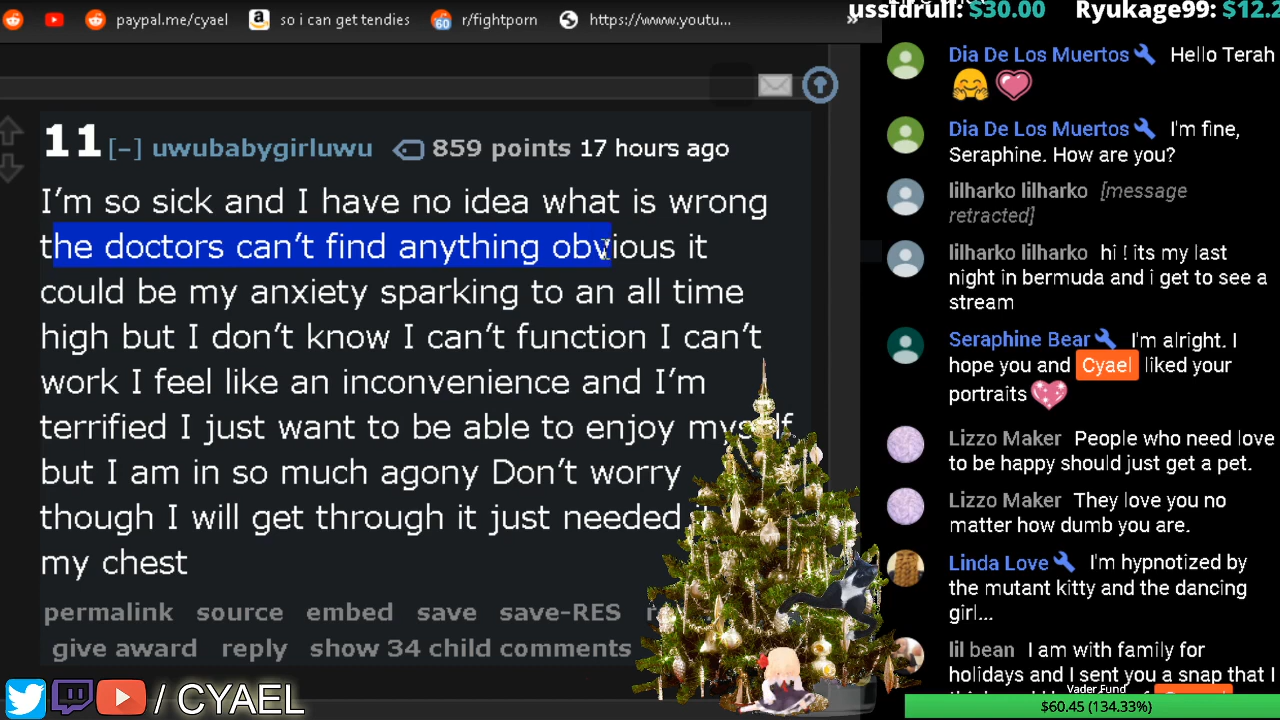 paypal.me/cyael
so i can get tendies
60
r/fightporn
https://www.youtu...
»
ussidrull: $30.00 Ryukage99: $12.2
11 [–] uwubabygirluwu 859 points 17 hours ago
I'm so sick and I have no idea what is wrong
the doctors can't find anything obvious it
could be my anxiety sparking to an all time
high but I don't know I can't function I can't
work I feel like an inconvenience and I'm
terrified I just want to be able to enjoy myself
but I am in so much agony Don't worry
though I will get through it just needed
my chest
permalink source embed save save-RES
give award reply show 34 child comments
/ CYAEL
Dia De Los Muertos Hello Terah
Dia De Los Muertos I'm fine,
Seraphine. How are you?
lilharko lilharko [message
retracted]
lilharko lilharko hi ! its my last
night in bermuda and i get to see a
stream
Seraphine Bear I'm alright. I
hope you and Cyael liked your
portraits
Lizzo Maker People who need love
to be happy should just get a pet.
Lizzo Maker They love you no
matter how dumb you are.
Linda Love I'm hypnotized by
the mutant kitty and the dancing
girl...
lil bean I am with family for
holidays and I sent you a snap that I
Vader Fund
$60.45 (134.33%)